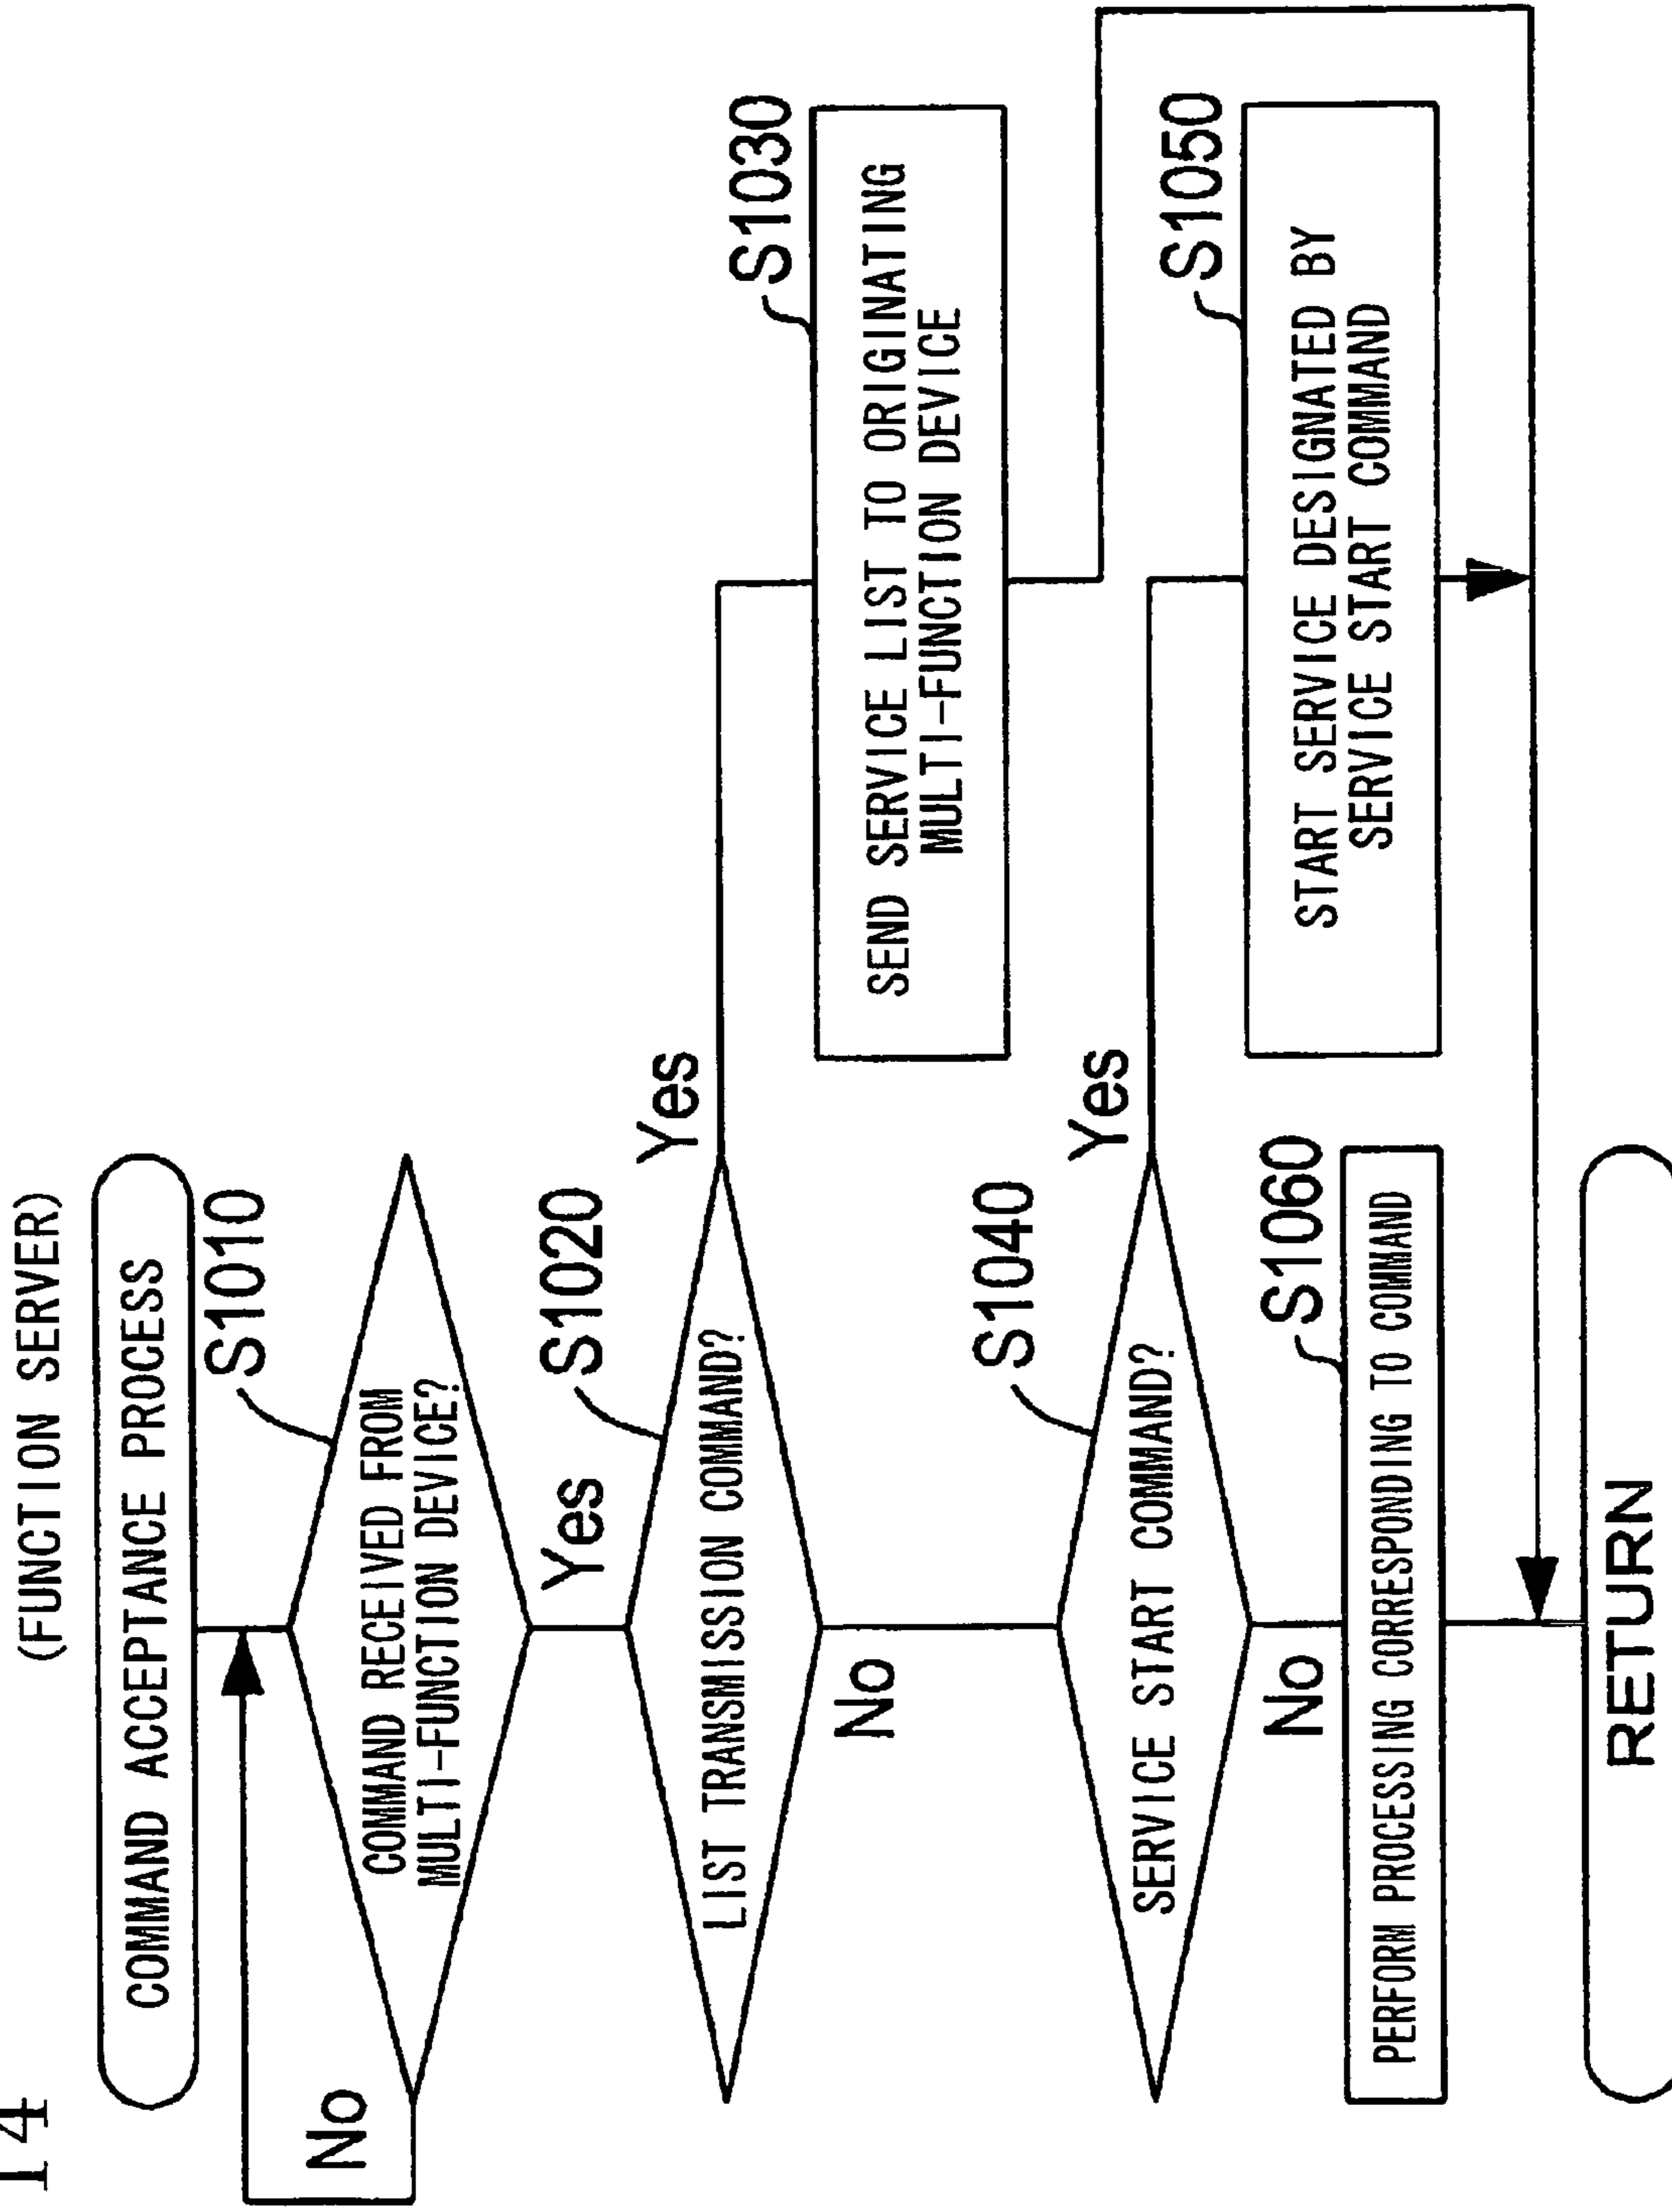 14
(FUNCTION SERVER)
COMMAND ACCEPTANCE PROCESS
S1010
COMMAND RECEIVED FROM
MULTI-FUNCTION DEVICE?
No
Yes
S1020
LIST TRANSMISSION COMMAND?
Yes
S1030
SEND SERVICE LIST TO ORIGINATING
MULTI-FUNCTION DEVICE
No
S1040
SERVICE START COMMAND?
Yes
S1050
START SERVICE DESIGNATED BY
SERVICE START COMMAND
No
S1060
PERFORM PROCESSING CORRESPONDING TO COMMAND
RETURN